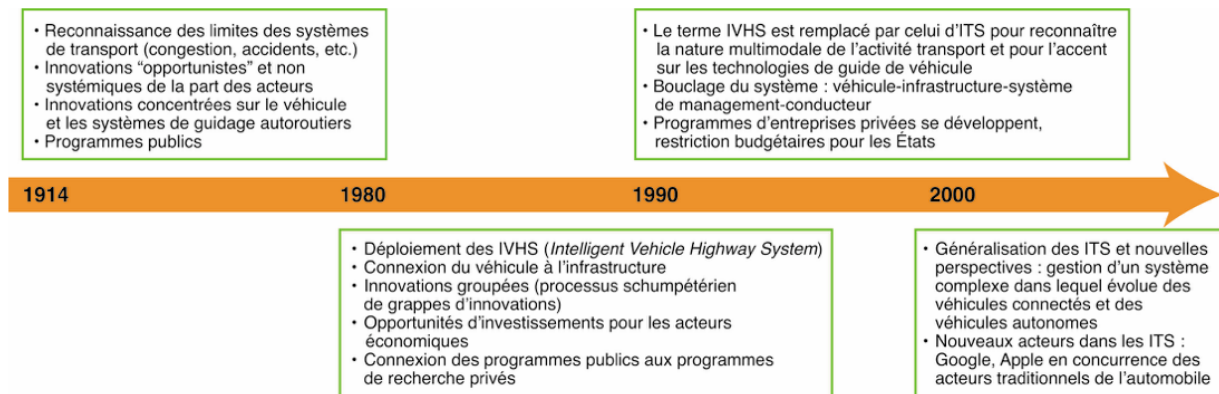 • Reconnaissance des limites des systèmes
de transport (congestion, accidents, etc.)
• Innovations “opportunistes” et non
systémiques de la part des acteurs
• Innovations concentrées sur le véhicule
et les systèmes de guidage autoroutiers
• Programmes publics
• Le terme IVHS est remplacé par celui d’ITS pour reconnaître
la nature multimodale de l’activité transport et pour l’accent
sur les technologies de guide de véhicule
• Bouclage du système : véhicule-infrastructure-système
de management-conducteur
• Programmes d’entreprises privées se développent,
restriction budgétaires pour les États
1914 1980 1990 2000
• Déploiement des IVHS (Intelligent Vehicle Highway System)
• Connexion du véhicule à l’infrastructure
• Innovations groupées (processus schumpétérien
de grappes d’innovations)
• Opportunités d’investissements pour les acteurs
économiques
• Connexion des programmes publics aux programmes
de recherche privés
• Généralisation des ITS et nouvelles
perspectives : gestion d’un système
complexe dans lequel évolue des
véhicules connectés et des
véhicules autonomes
• Nouveaux acteurs dans les ITS :
Google, Apple en concurrence des
acteurs traditionnels de l’automobile